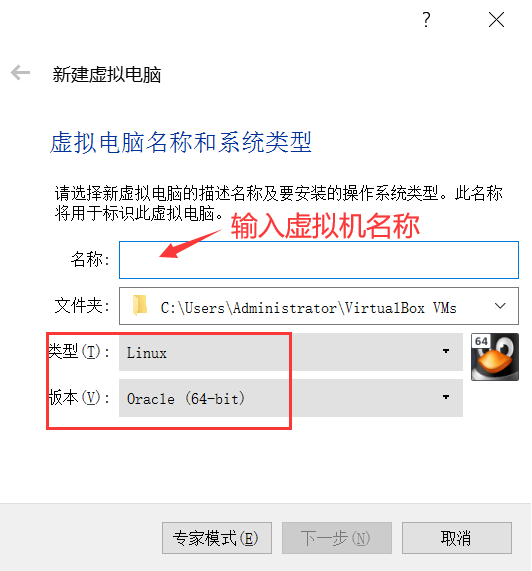 ?
新建虚拟电脑
虚拟电脑名称和系统类型
请选择新虚拟电脑的描述名称及要安装的操作系统类型。此名称
将用于标识此虚拟电脑。
输入虚拟机名称
名称:
文件夹: C:\Users\Administrator\VirtualBox VMs
类型(T): Linux
64
版本(V): Oracle (64-bit)
专家模式(E) 下一步(N) 取消